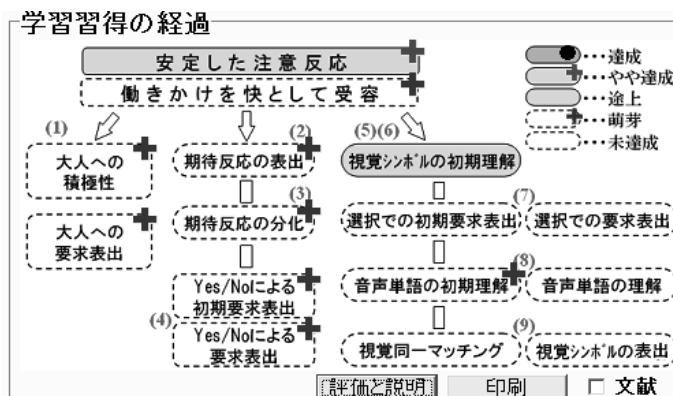 学習習得の経過
安定した注意反応
働きかけを快として受容
・・・達成
・・・やや達成
・・・途上
・・・萌芽
・・・未達成
(1)
大人への
積極性
大人への
要求表出
(2)
期待反応の表出
(3)
期待反応の分化
Yes/Noによる
初期要求表出
(4)
Yes/Noによる
要求表出
(5)(6)
視覚シンボルの初期理解
(7)
選択での初期要求表出
選択での要求表出
(8)
音声単語の初期理解
音声単語の理解
(9)
視覚同一マッチング
視覚シンボルの表出
評価と説明
印刷
文献